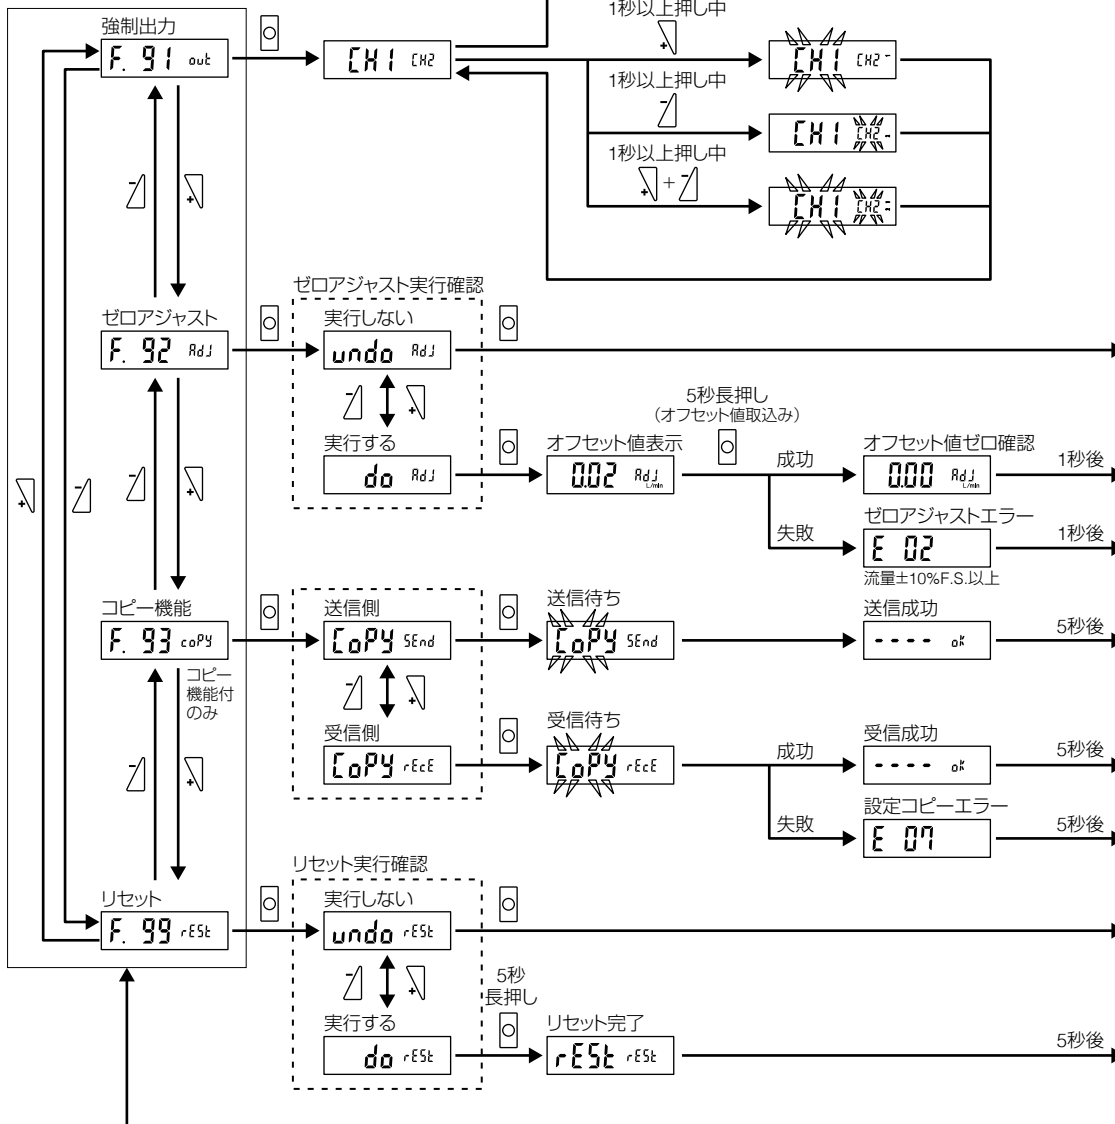 1秒以上押し中
強制出力
F. 91 out
CH1 CH2
+
CH1 CH2
1秒以上押し中
-
CH1 CH2
1秒以上押し中
+ + -
CH1 CH2
- +
ゼロアジャスト実行確認
ゼロアジャスト
F. 92 AdJ
実行しない
undo AdJ
- +
実行する
do AdJ
オフセット値表示
0.02 AdJ
L/min
5秒長押し
(オフセット値取込み)
成功
オフセット値ゼロ確認
0.00 AdJ
L/min
1秒後
失敗
ゼロアジャストエラー
E 02
流量±10%F.S.以上
1秒後
+ - - +
コピー機能
F. 93 coPY
コピー
機能付
のみ
送信側
CoPY SEnd
送信待ち
CoPY SEnd
送信成功
---- ok
5秒後
- +
受信側
CoPY rEcE
受信待ち
CoPY rEcE
成功
受信成功
---- ok
5秒後
失敗
設定コピーエラー
E 07
5秒後
- +
リセット実行確認
リセット
F. 99 rESt
実行しない
undo rESt
- +
実行する
do rESt
5秒
長押し
リセット完了
rESt rESt
5秒後